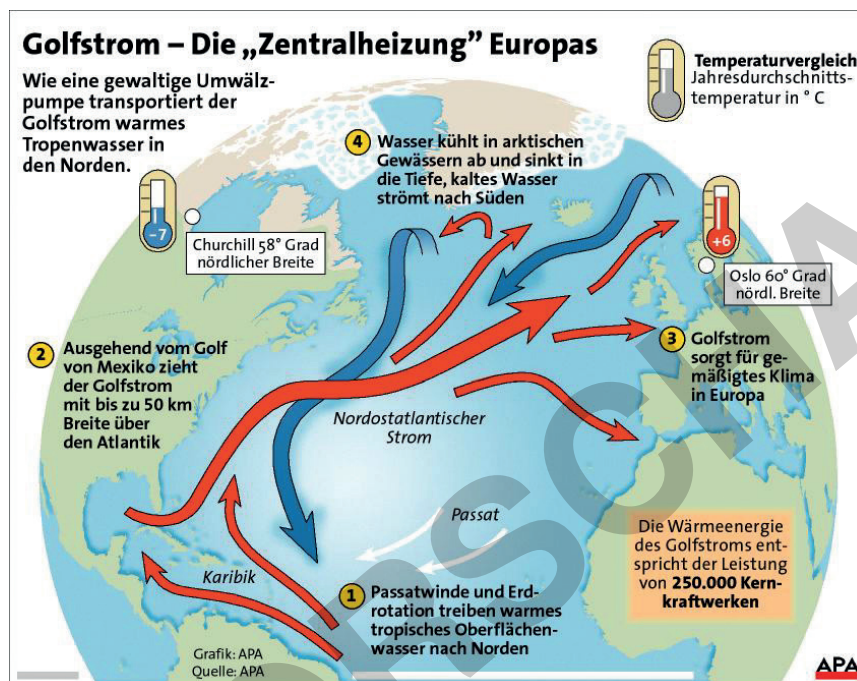 Golfstrom – Die „Zentralheizung” Europas
Wie eine gewaltige Umwälz-
pumpe transportiert der
Golfstrom warmes
Tropenwasser in
den Norden.
Temperaturvergleich
Jahresdurchschnitts-
temperatur in ° C
4 Wasser kühlt in arktischen
Gewässern ab und sinkt in
die Tiefe, kaltes Wasser
strömt nach Süden
-7
Churchill 58° Grad
nördlicher Breite
+6
Oslo 60° Grad
nördl. Breite
2 Ausgehend vom Golf
von Mexiko zieht
der Golfstrom
mit bis zu 50 km
Breite über
den Atlantik
3 Golfstrom
sorgt für ge-
mäßigtes Klima
in Europa
Nordostatlantischer
Strom
Passat
Karibik
1 Passatwinde und Erd-
rotation treiben warmes
tropisches Oberflächen-
wasser nach Norden
Die Wärmeenergie
des Golfstroms ent-
spricht der Leistung
von 250.000 Kern-
kraftwerken
Grafik: APA
Quelle: APA
APA